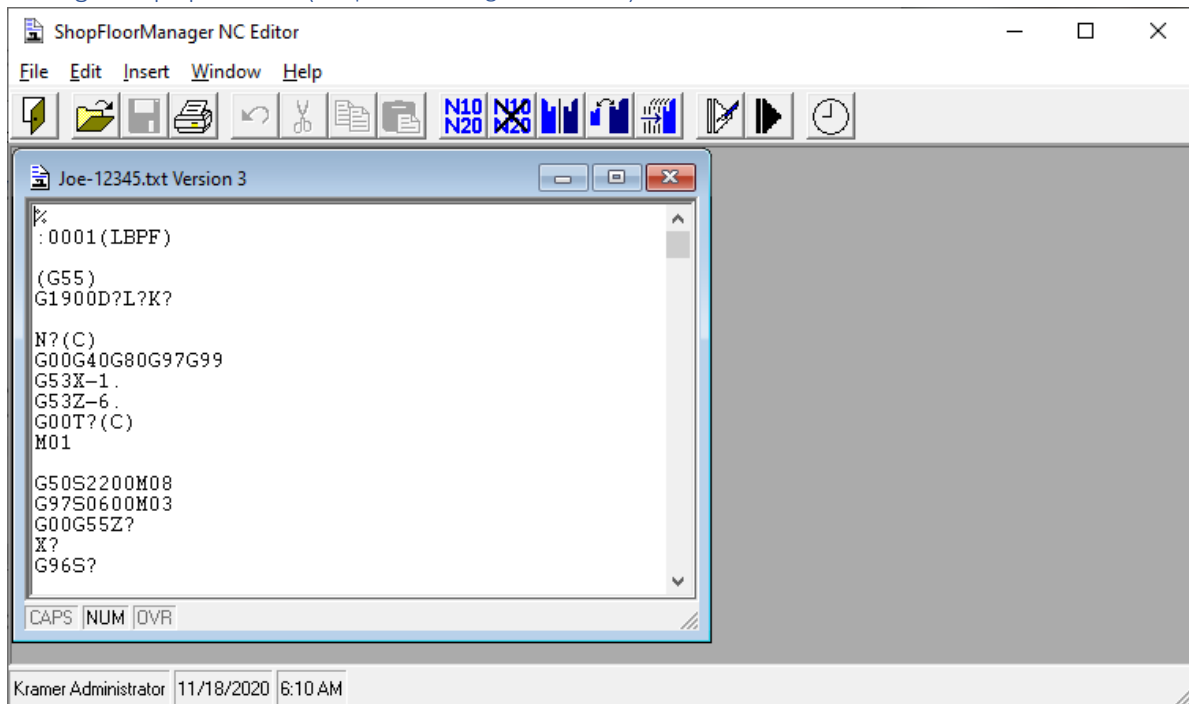 ShopFloorManager NC Editor
File Edit Insert Window Help
N10 N10
N20 N20
Joe-12345.txt Version 3
%
:0001(LBPF)
(G55)
G1900D?L?K?
N?(C)
G00G40G80G97G99
G53X-1.
G53Z-6.
G00T?(C)
M01
G50S2200M08
G97S0600M03
G00G55Z?
X?
G96S?
CAPS NUM OVR
Kramer Administrator 11/18/2020 6:10 AM